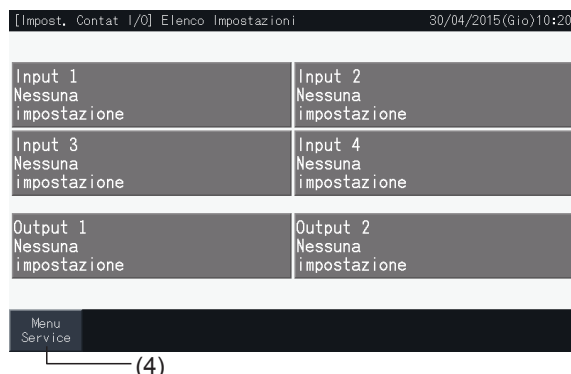 [Impost. Contat I/O] Elenco Impostazioni 30/04/2015(Gio)10:20
Input 1
Nessuna
impostazione
Input 2
Nessuna
impostazione
Input 3
Nessuna
impostazione
Input 4
Nessuna
impostazione
Output 1
Nessuna
impostazione
Output 2
Nessuna
impostazione
Menu
Service
(4)